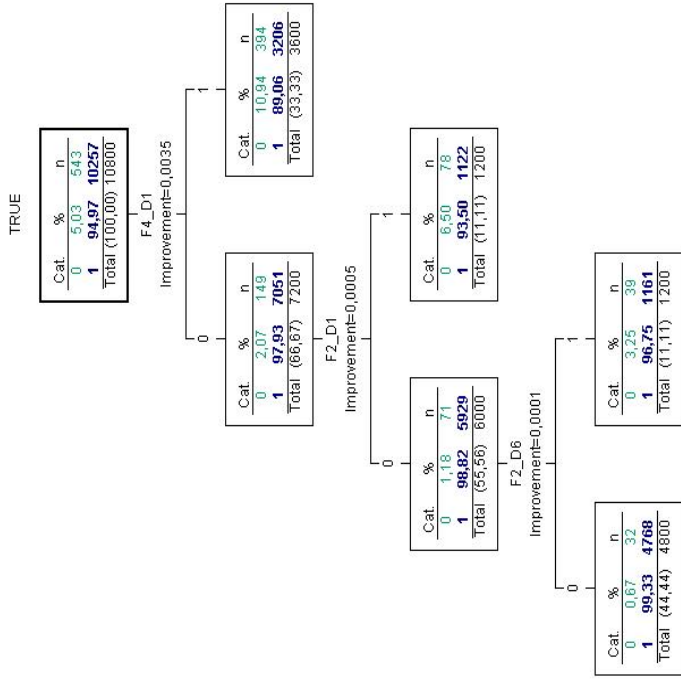 TRUE
Cat. % n
0 5,03 543
1 94,97 10257
Total (100,00) 10800
F4_D1
Improvement=0,0035
0
1
Cat. % n
0 2,07 149
1 97,93 7051
Total (66,67) 7200
Cat. % n
0 10,94 394
1 89,06 3206
Total (33,33) 3600
F2_D1
Improvement=0,0005
0
1
Cat. % n
0 1,18 71
1 98,82 5929
Total (55,56) 6000
Cat. % n
0 6,50 78
1 93,50 1122
Total (11,11) 1200
F2_D6
Improvement=0,0001
0
1
Cat. % n
0 0,67 32
1 99,33 4768
Total (44,44) 4800
Cat. % n
0 3,25 39
1 96,75 1161
Total (11,11) 1200